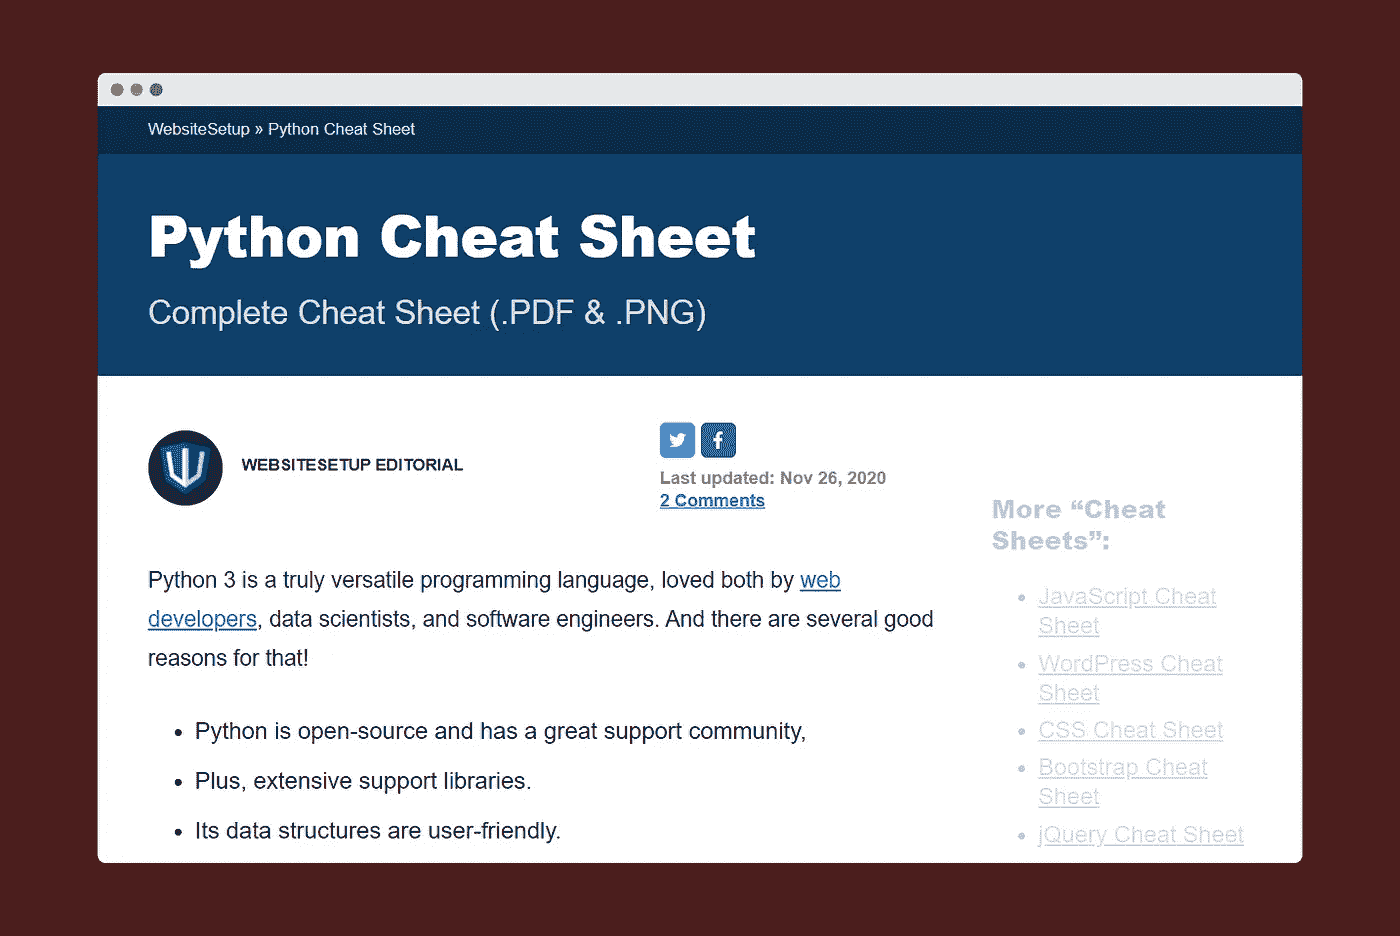 WebsiteSetup » Python Cheat Sheet
Python Cheat Sheet
Complete Cheat Sheet (.PDF & .PNG)
WEBSITESETUP EDITORIAL
Last updated: Nov 26, 2020
2 Comments
Python 3 is a truly versatile programming language, loved both by web
developers, data scientists, and software engineers. And there are several good
reasons for that!
• Python is open-source and has a great support community,
• Plus, extensive support libraries.
• Its data structures are user-friendly.
More “Cheat
Sheets”:
• JavaScript Cheat
Sheet
• WordPress Cheat
Sheet
• CSS Cheat Sheet
• Bootstrap Cheat
Sheet
• jQuery Cheat Sheet